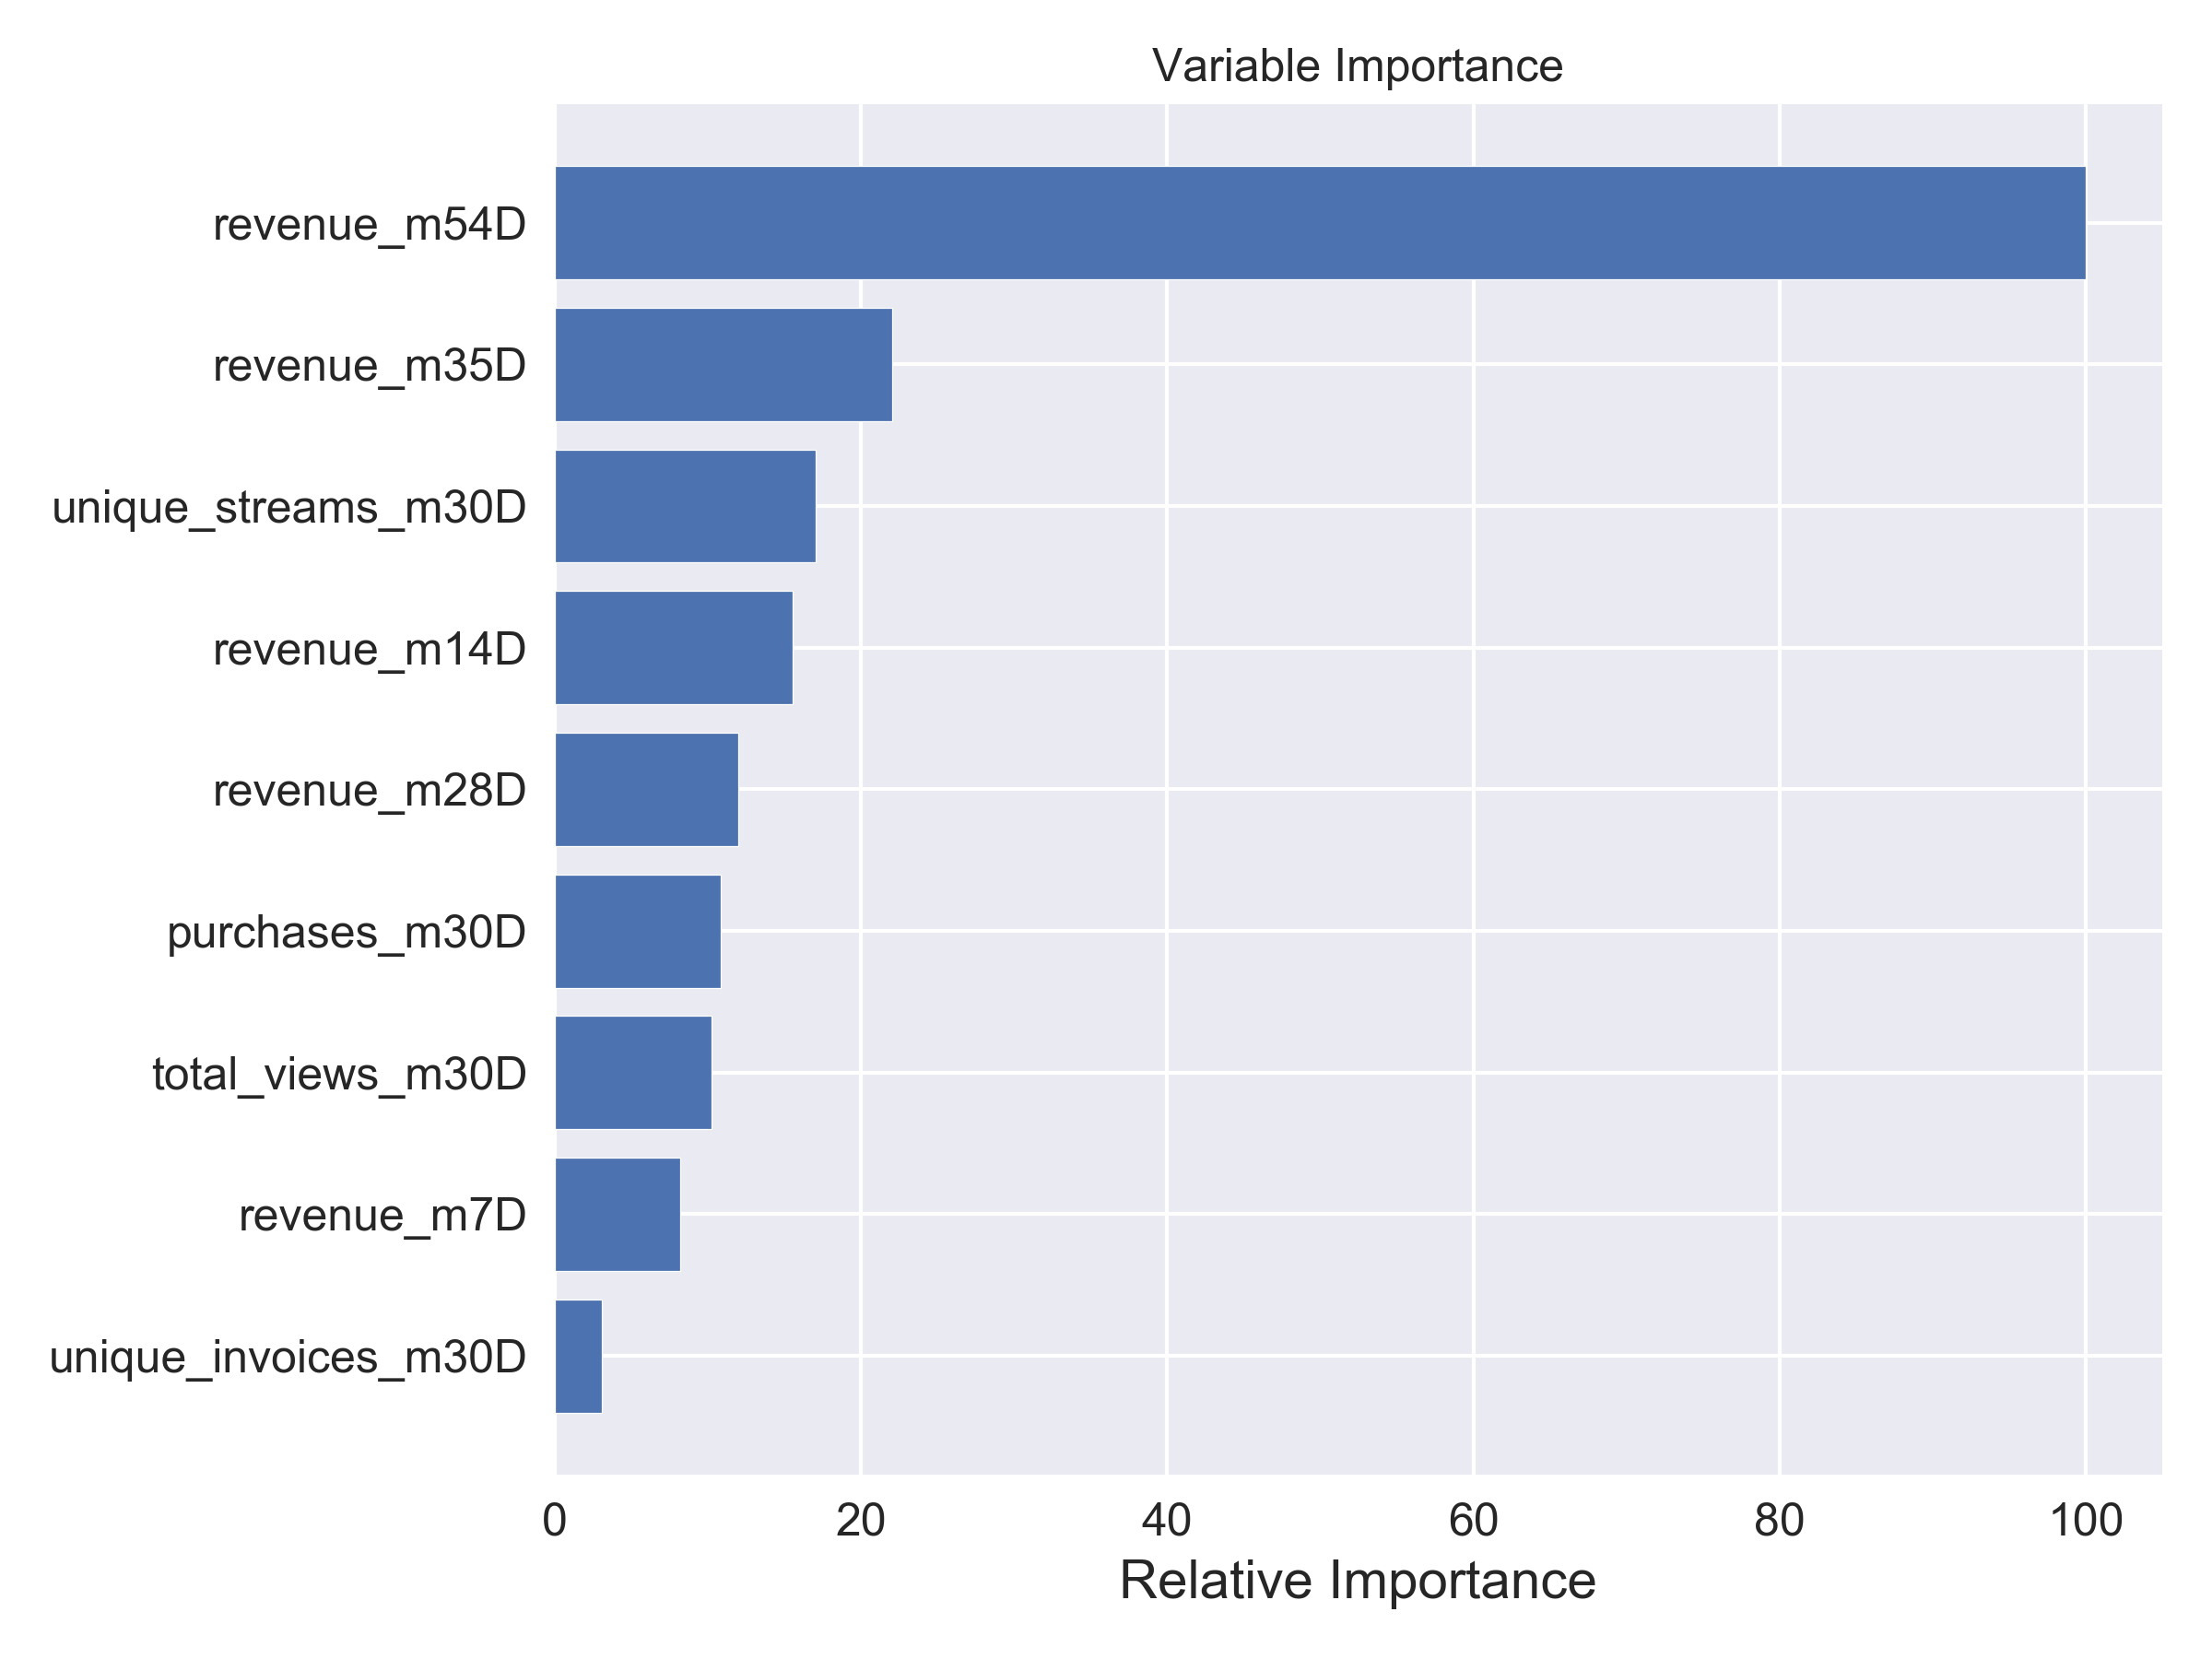 Variable Importance
revenue_m54D
revenue_m35D
unique_streams_m30D
revenue_m14D
revenue_m28D
purchases_m30D
total_views_m30D
revenue_m7D
unique_invoices_m30D
0 20 40 60 80 100
Relative Importance